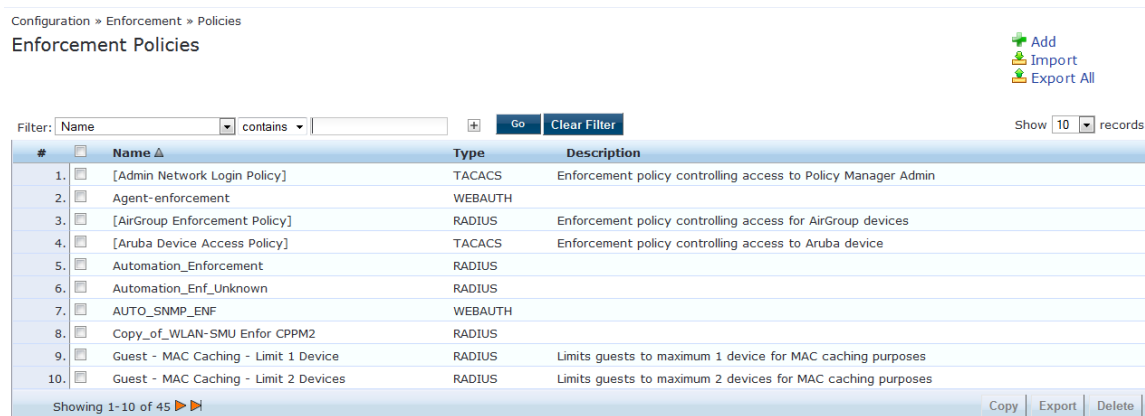 Configuration » Enforcement » Policies
Enforcement Policies
Add
Import
Export All
Filter: Name contains + Go Clear Filter Show 10 records
# Name Type Description
1. [Admin Network Login Policy] TACACS Enforcement policy controlling access to Policy Manager Admin
2. Agent-enforcement WEBAUTH
3. [AirGroup Enforcement Policy] RADIUS Enforcement policy controlling access for AirGroup devices
4. [Aruba Device Access Policy] TACACS Enforcement policy controlling access to Aruba device
5. Automation_Enforcement RADIUS
6. Automation_Enf_Unknown RADIUS
7. AUTO_SNMP_ENF WEBAUTH
8. Copy_of_WLAN-SMU Enfor CPPM2 RADIUS
9. Guest - MAC Caching - Limit 1 Device RADIUS Limits guests to maximum 1 device for MAC caching purposes
10. Guest - MAC Caching - Limit 2 Devices RADIUS Limits guests to maximum 2 devices for MAC caching purposes
Showing 1-10 of 45 Copy Export Delete